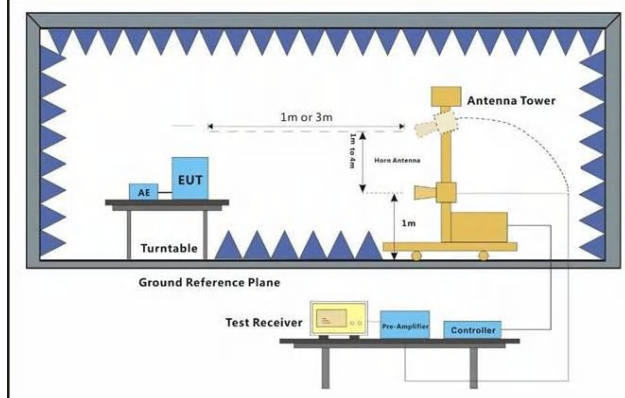 Antenna Tower
1m or 3m
1m to 4m
Horn Antenna
EUT
AE
1m
Turntable
Ground Reference Plane
Test Receiver
Pre-Amplifier
Controller